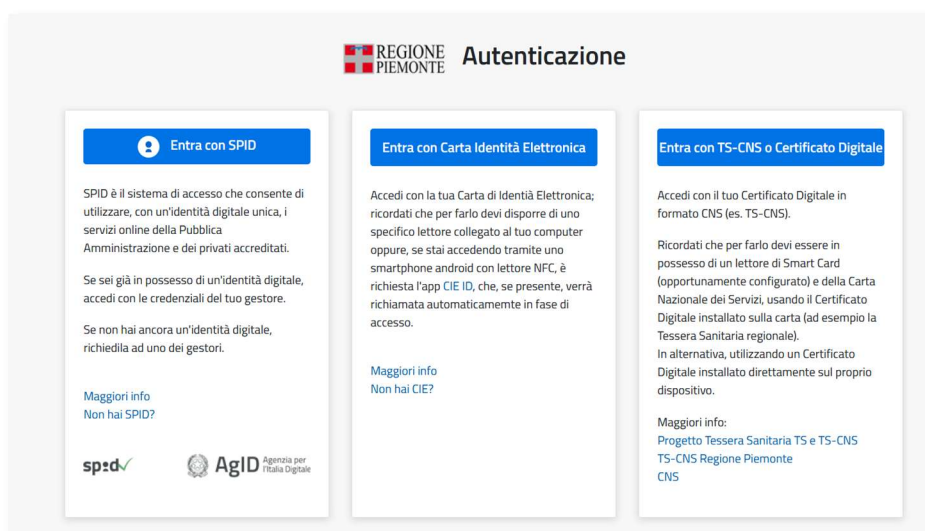 REGIONE
PIEMONTE
Autenticazione
Entra con SPID
SPID è il sistema di accesso che consente di
utilizzare, con un'identità digitale unica, i
servizi online della Pubblica
Amministrazione e dei privati accreditati.
Se sei già in possesso di un'identità digitale,
accedi con le credenziali del tuo gestore.
Se non hai ancora un'identità digitale,
richiedila ad uno dei gestori.
Maggiori info
Non hai SPID?
spid
AgID Agenzia per
l'Italia Digitale
Entra con Carta Identità Elettronica
Accedi con la tua Carta di Identià Elettronica;
ricordati che per farlo devi disporre di uno
specifico lettore collegato al tuo computer
oppure, se stai accedendo tramite uno
smartphone android con lettore NFC, è
richiesta l'app CIE ID, che, se presente, verrà
richiamata automaticamemte in fase di
accesso.
Maggiori info
Non hai CIE?
Entra con TS-CNS o Certificato Digitale
Accedi con il tuo Certificato Digitale in
formato CNS (es. TS-CNS).
Ricordati che per farlo devi essere in
possesso di un lettore di Smart Card
(opportunamente configurato) e della Carta
Nazionale dei Servizi, usando il Certificato
Digitale installato sulla carta (ad esempio la
Tessera Sanitaria regionale).
In alternativa, utilizzando un Certificato
Digitale installato direttamente sul proprio
dispositivo.
Maggiori info:
Progetto Tessera Sanitaria TS e TS-CNS
TS-CNS Regione Piemonte
CNS